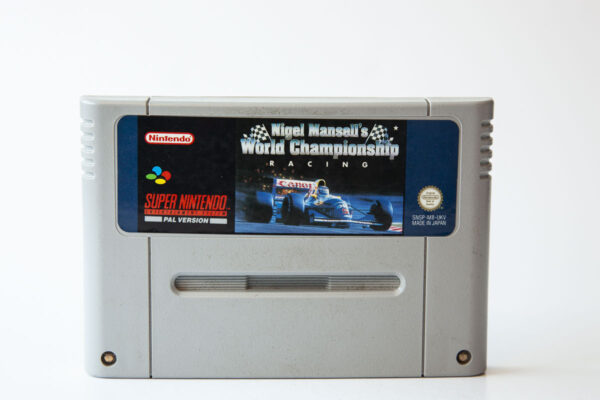 Nintendo
SUPER NINTENDO
ENTERTAINMENT SYSTEM
PAL VERSION
Nigel Mansell's
World Championship
RACING
Canon
SNSP-M8-UKV
MADE IN JAPAN